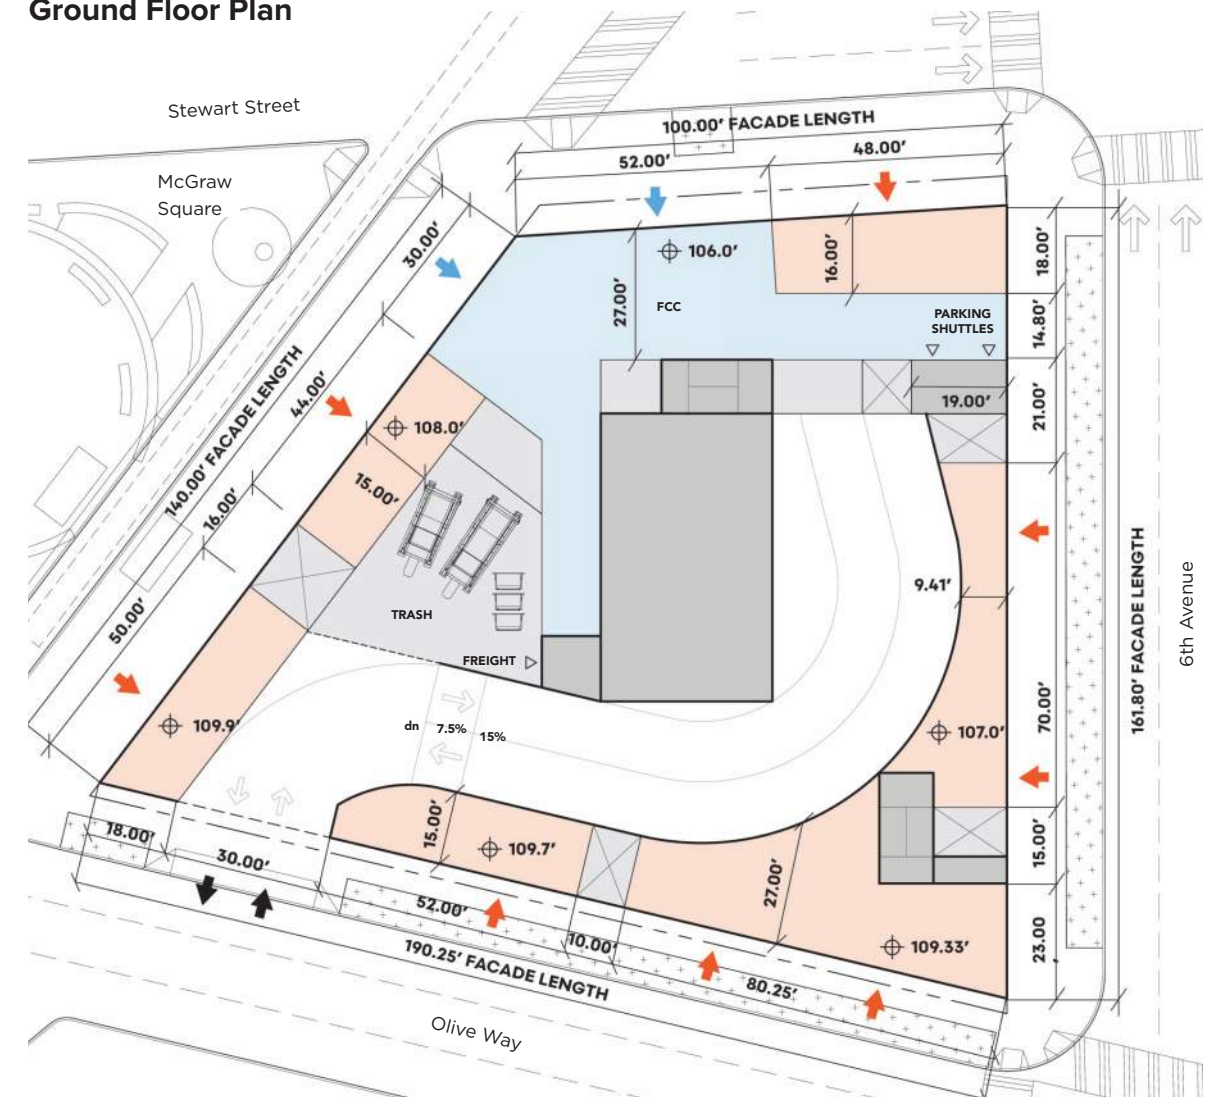 Ground Floor Plan
Stewart Street
McGraw
Square
100.00' FACADE LENGTH
52.00'
48.00'
30.00'
106.0'
16.00'
18.00'
27.00'
FCC
PARKING
SHUTTLES
14.80'
140.00' FACADE LENGTH
44.00'
19.00'
21.00'
108.0'
15.00'
16.00'
161.80' FACADE LENGTH
6th Avenue
9.41'
50.00'
TRASH
FREIGHT
70.00'
109.9'
dn
7.5%
15%
107.0'
18.00'
15.00'
109.7'
15.00'
30.00'
27.00'
52.00'
10.00'
109.33'
23.00
190.25' FACADE LENGTH
80.25'
Olive Way